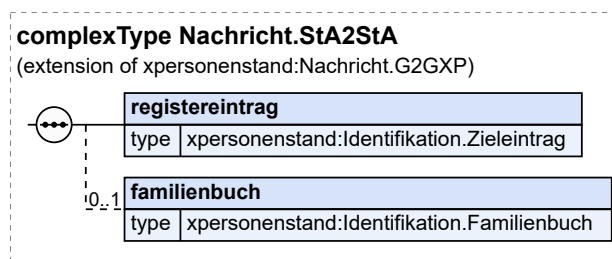 complexType Nachricht.StA2StA
(extension of xpersonenstand:Nachricht.G2GXP)
registereintrag
type xpersonenstand:Identifikation.Zieleintrag
0..1
familienbuch
type xpersonenstand:Identifikation.Familienbuch